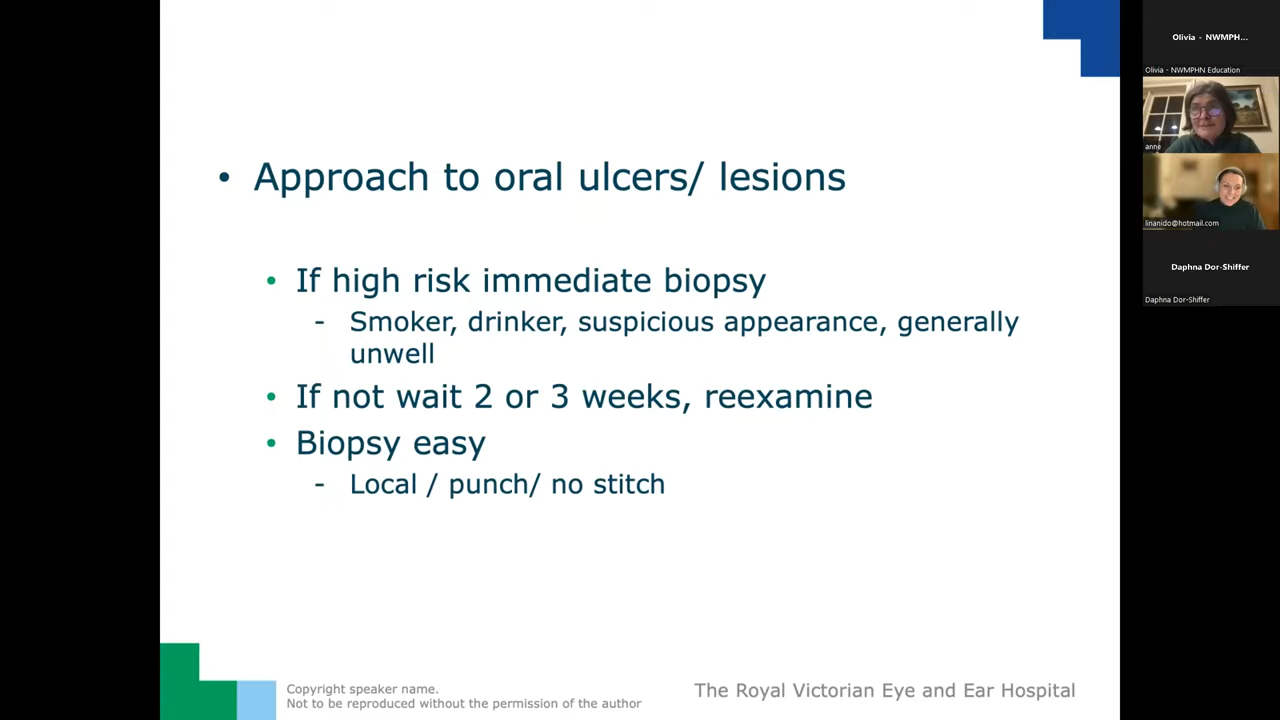 • Approach to oral ulcers/ lesions
• If high risk immediate biopsy
- Smoker, drinker, suspicious appearance, generally
unwell
• If not wait 2 or 3 weeks, reexamine
• Biopsy easy
- Local / punch/ no stitch
Copyright speaker name.
Not to be reproduced without the permission of the author
The Royal Victorian Eye and Ear Hospital
Olivia - NWMPH...
Olivia - NWMPHN Education
anne
linanido@hotmail.com
Daphna Dor-Shiffer
Daphna Dor-Shiffer